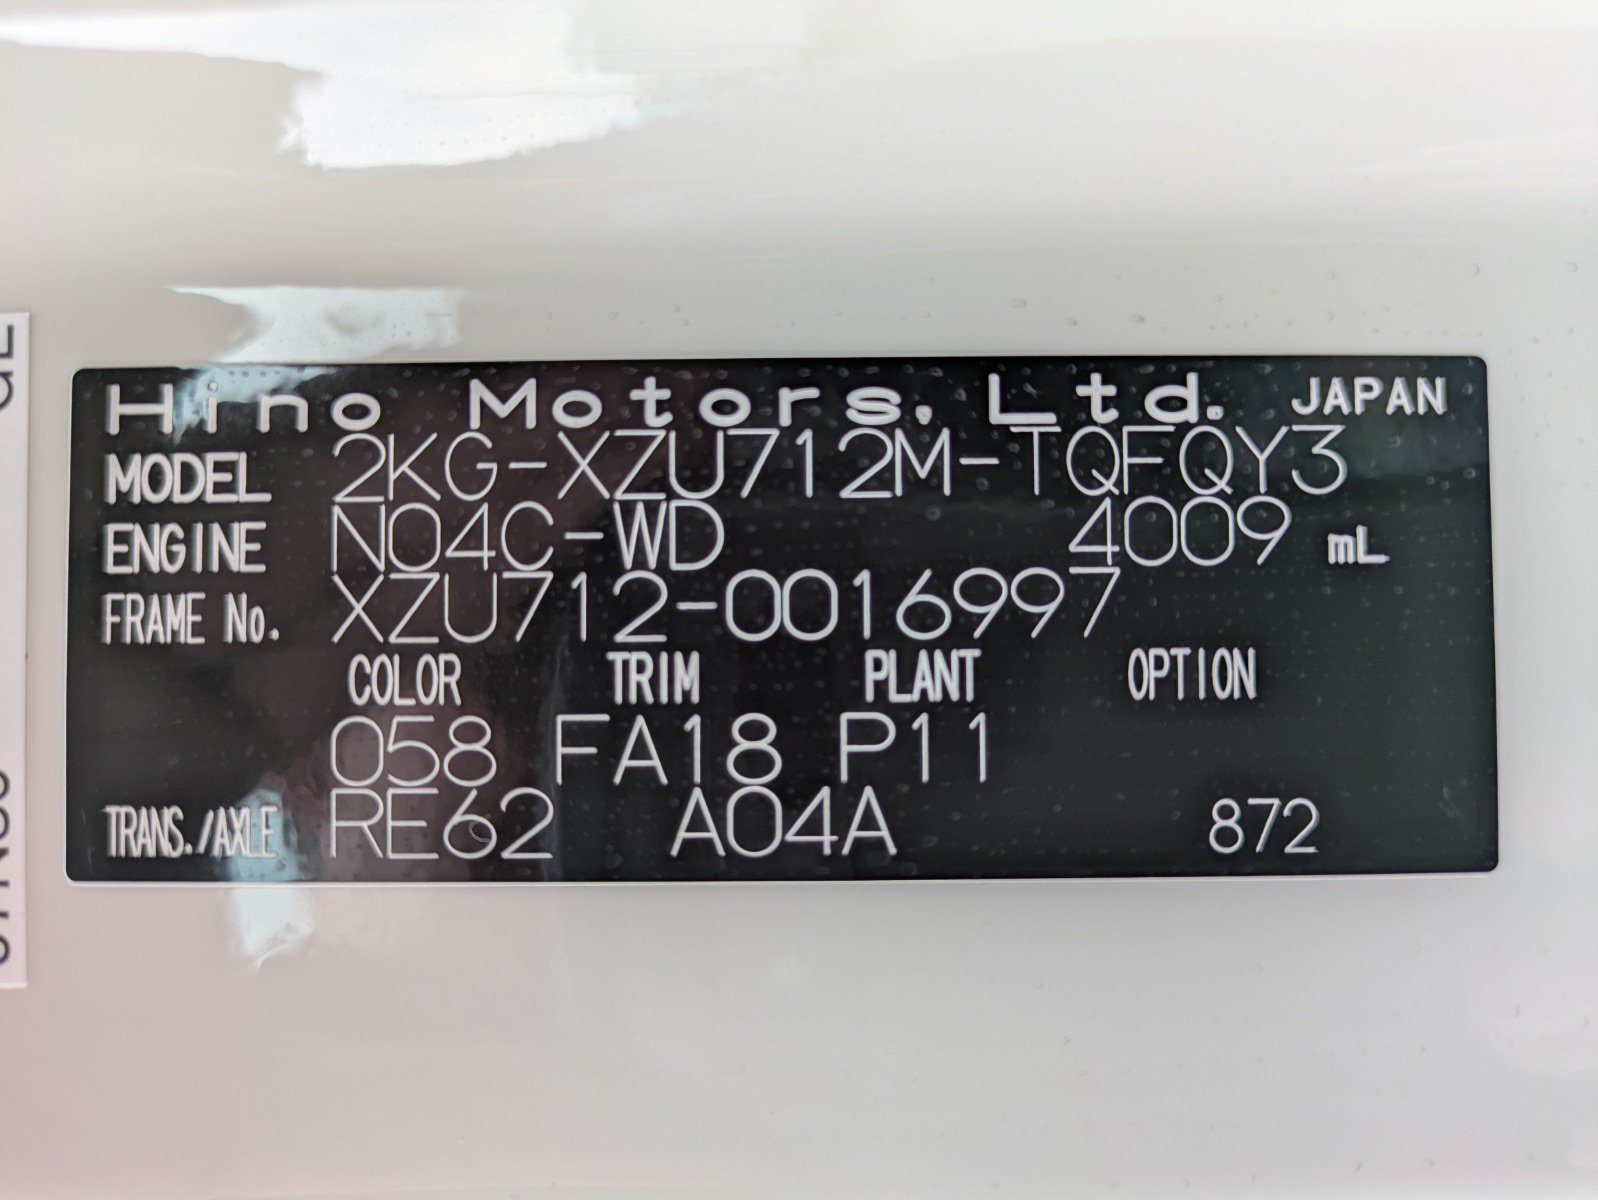 Hino Motors, Ltd. JAPAN
MODEL 2KG-XZU712M-TQFQY3
ENGINE N04C-WD 4009 mL
FRAME No. XZU712-0016997
COLOR TRIM PLANT OPTION
058 FA18 P11
TRANS./AXLE RE62 A04A 872